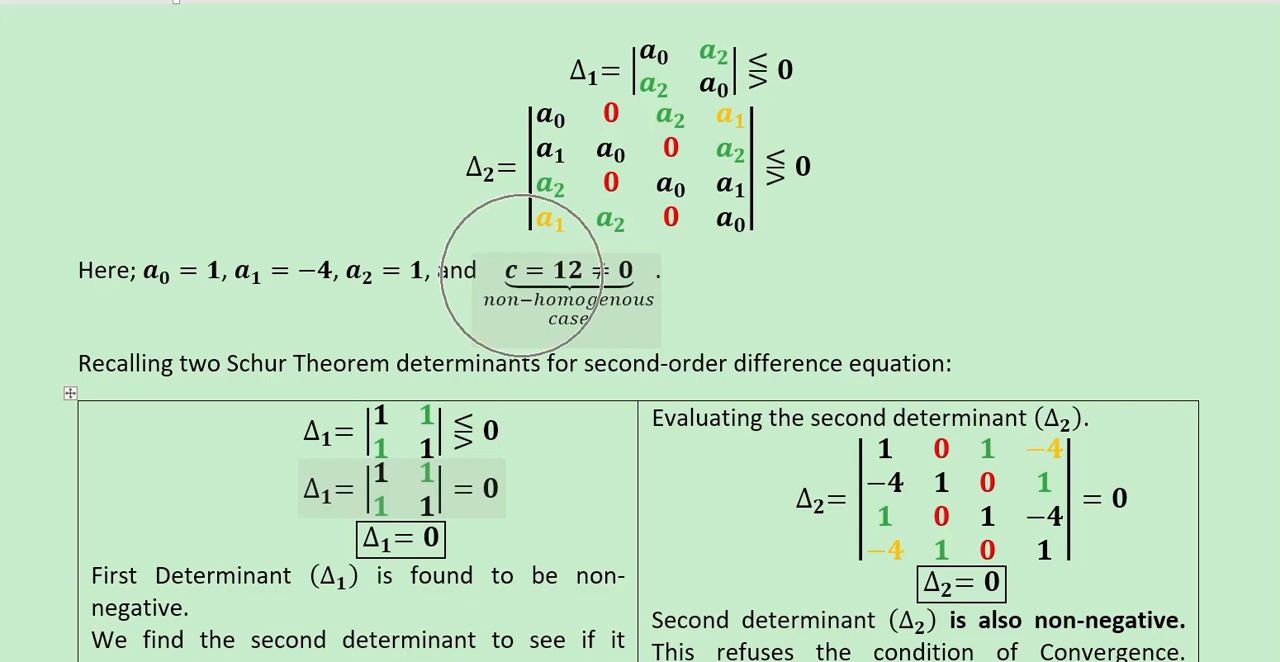 Δ₁= |a₀ a₂| ⋚ 0
|a₂ a₀|
Δ₂= |a₀ 0 a₂ a₁| ⋚ 0
|a₁ a₀ 0 a₂|
|a₂ 0 a₀ a₁|
|a₁ a₂ 0 a₀|
Here; a₀ = 1, a₁ = −4, a₂ = 1, and c = 12 ≠ 0 .
non−homogenous
case
Recalling two Schur Theorem determinants for second-order difference equation:
Δ₁= |1 1| ⋚ 0
|1 1|
Δ₁= |1 1| = 0
|1 1|
Δ₁= 0
First Determinant (Δ₁) is found to be non-
negative.
We find the second determinant to see if it
Evaluating the second determinant (Δ₂).
Δ₂= |1 0 1 −4| = 0
|−4 1 0 1|
|1 0 1 −4|
|−4 1 0 1|
Δ₂= 0
Second determinant (Δ₂) is also non-negative.
This refuses the condition of Convergence.